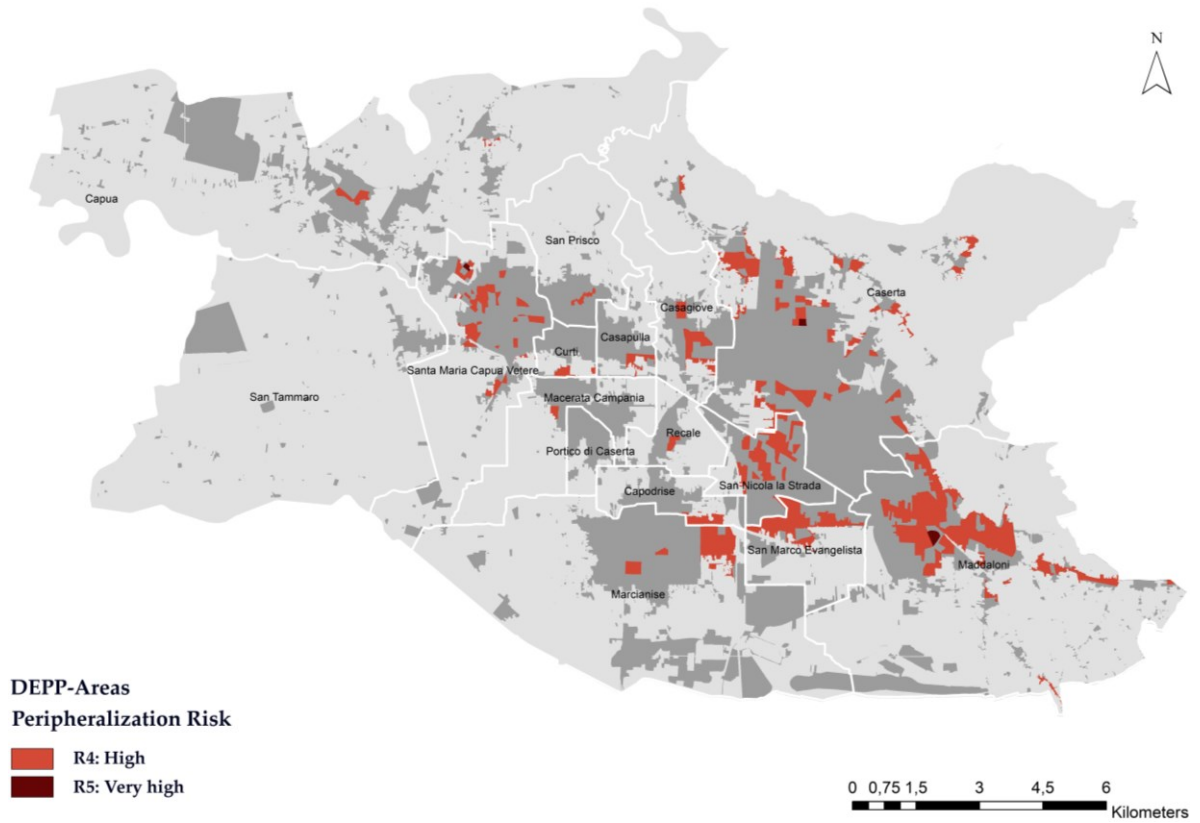 N
Capua
San Prisco
Caserta
Casagiove
Casapulla
Curti
Santa Maria Capua Vetere
San Tammaro
Macerata Campania
Recale
Portico di Caserta
San Nicola la Strada
Capodrise
San Marco Evangelista
Maddaloni
Marcianise
DEPP-Areas
Peripheralization Risk
R4: High
R5: Very high
0 0,75 1,5 3 4,5 6
Kilometers